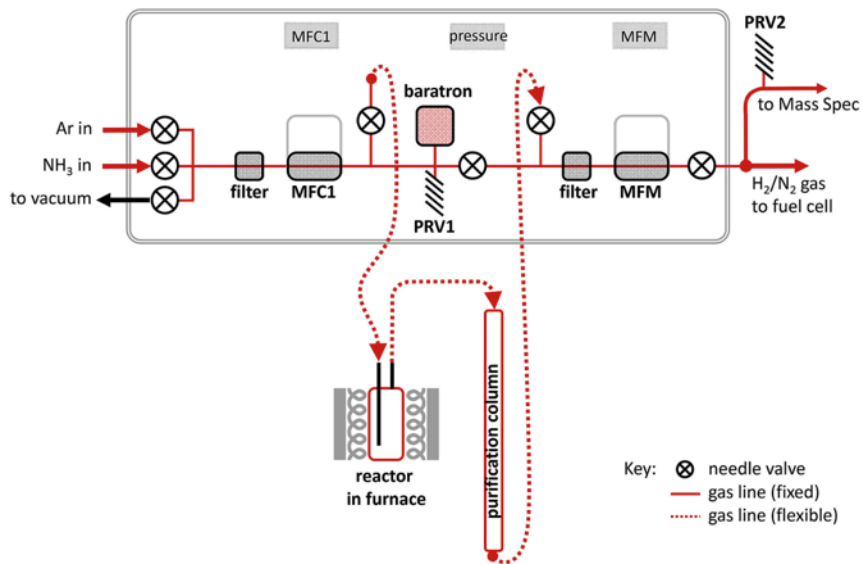 MFC1
pressure
MFM
PRV2
baratron
to Mass Spec
Ar in
NH₃ in
to vacuum
filter
MFC1
PRV1
filter
MFM
H₂/N₂ gas
to fuel cell
purification column
reactor
in furnace
Key:
needle valve
gas line (fixed)
gas line (flexible)